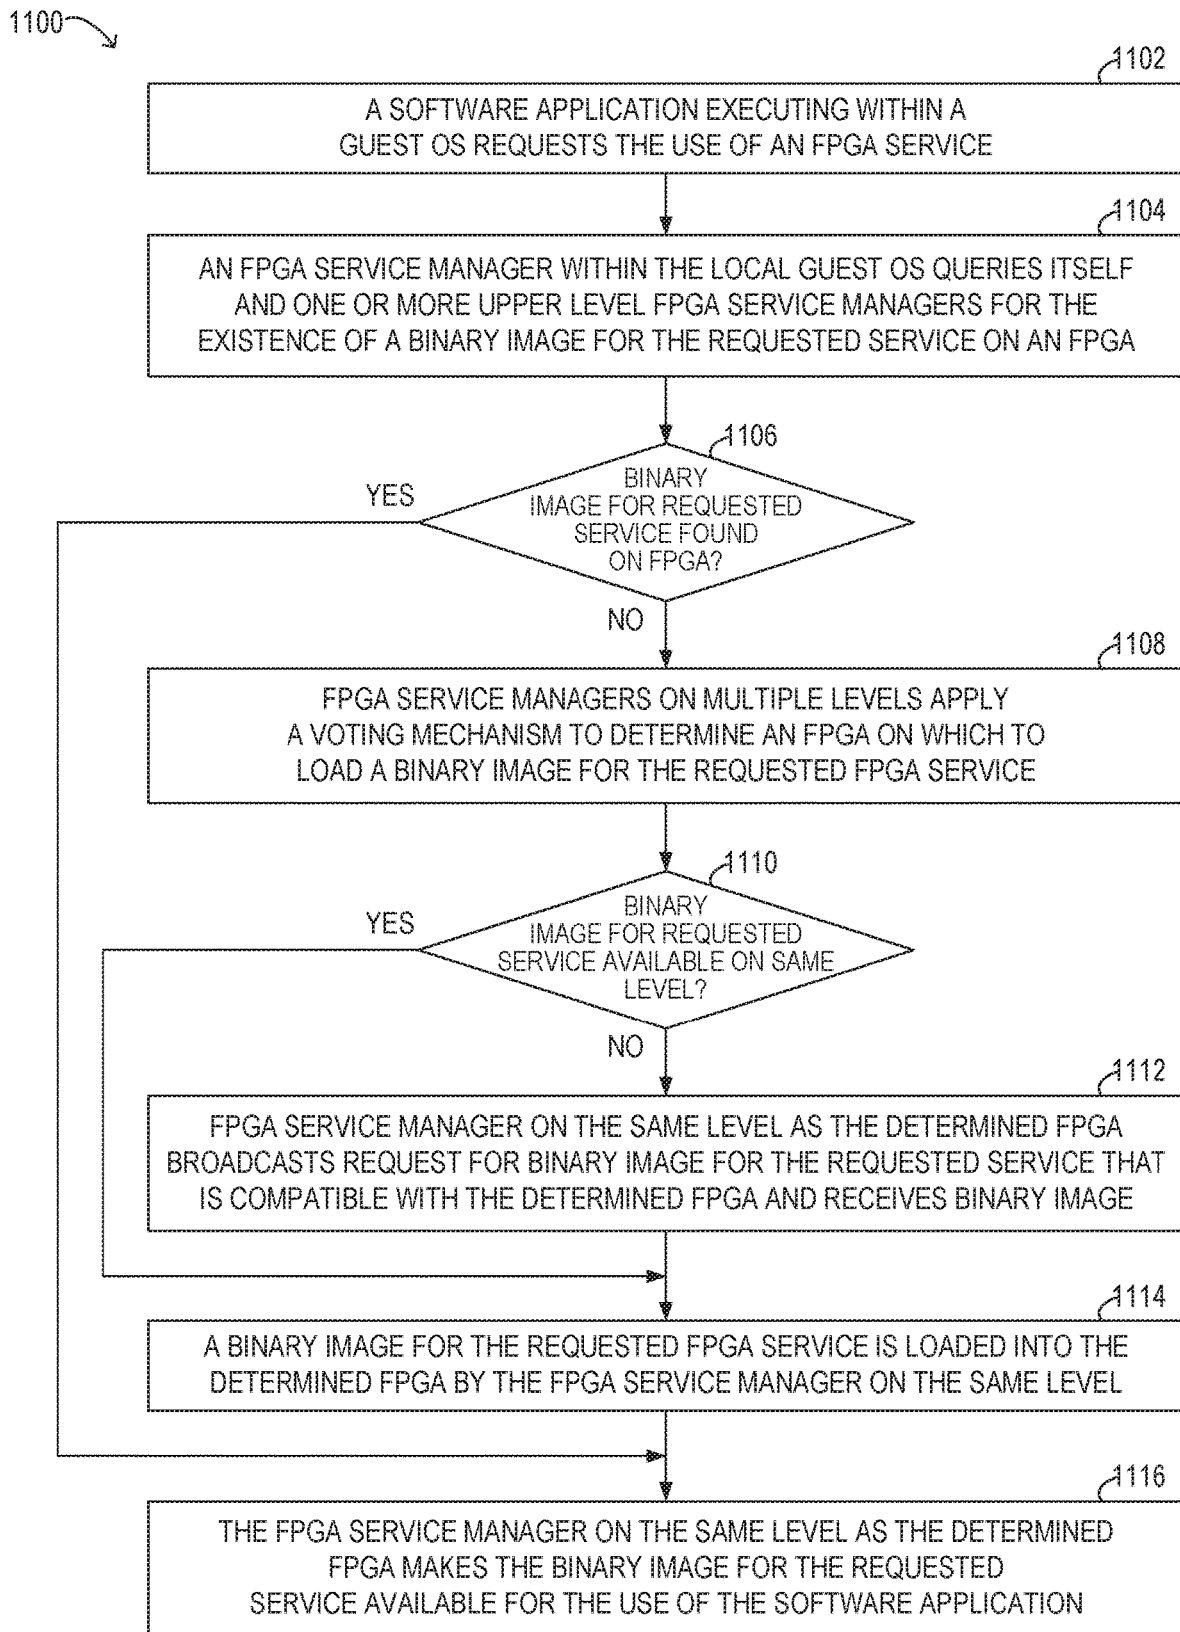 1100
1102
A SOFTWARE APPLICATION EXECUTING WITHIN A
GUEST OS REQUESTS THE USE OF AN FPGA SERVICE
1104
AN FPGA SERVICE MANAGER WITHIN THE LOCAL GUEST OS QUERIES ITSELF
AND ONE OR MORE UPPER LEVEL FPGA SERVICE MANAGERS FOR THE
EXISTENCE OF A BINARY IMAGE FOR THE REQUESTED SERVICE ON AN FPGA
1106
YES
BINARY
IMAGE FOR REQUESTED
SERVICE FOUND
ON FPGA?
NO
1108
FPGA SERVICE MANAGERS ON MULTIPLE LEVELS APPLY
A VOTING MECHANISM TO DETERMINE AN FPGA ON WHICH TO
LOAD A BINARY IMAGE FOR THE REQUESTED FPGA SERVICE
1110
YES
BINARY
IMAGE FOR REQUESTED
SERVICE AVAILABLE ON SAME
LEVEL?
NO
1112
FPGA SERVICE MANAGER ON THE SAME LEVEL AS THE DETERMINED FPGA
BROADCASTS REQUEST FOR BINARY IMAGE FOR THE REQUESTED SERVICE THAT
IS COMPATIBLE WITH THE DETERMINED FPGA AND RECEIVES BINARY IMAGE
1114
A BINARY IMAGE FOR THE REQUESTED FPGA SERVICE IS LOADED INTO THE
DETERMINED FPGA BY THE FPGA SERVICE MANAGER ON THE SAME LEVEL
1116
THE FPGA SERVICE MANAGER ON THE SAME LEVEL AS THE DETERMINED
FPGA MAKES THE BINARY IMAGE FOR THE REQUESTED
SERVICE AVAILABLE FOR THE USE OF THE SOFTWARE APPLICATION